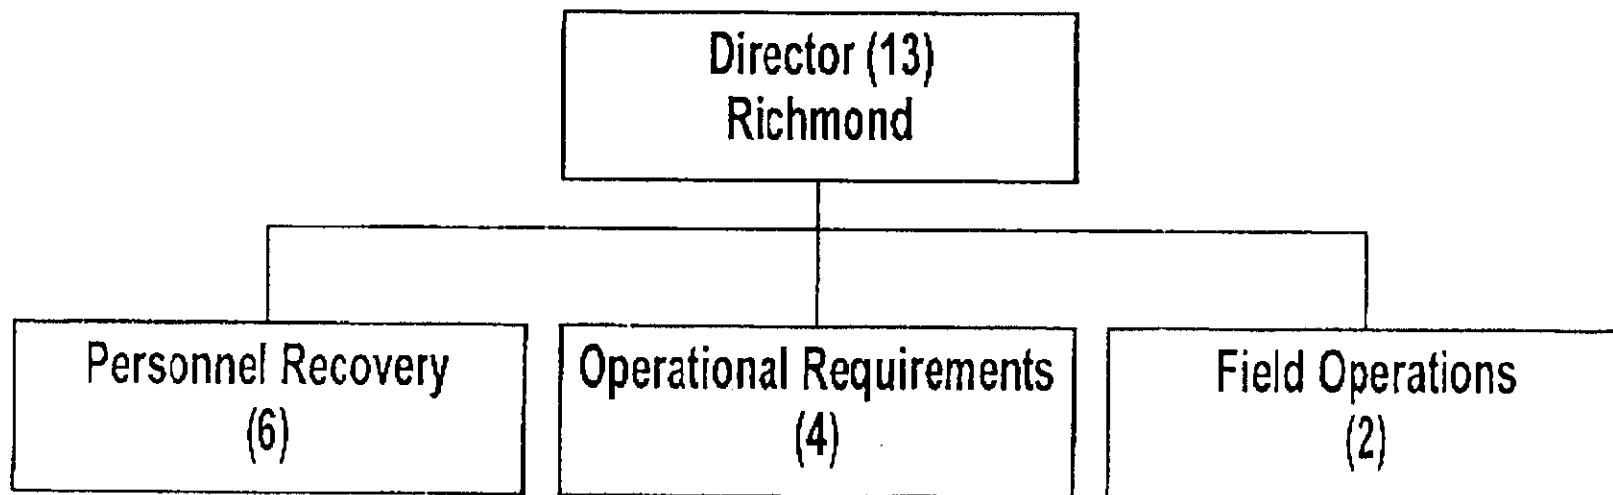 Director (13)
Richmond
Personnel Recovery
(6)
Operational Requirements
(4)
Field Operations
(2)